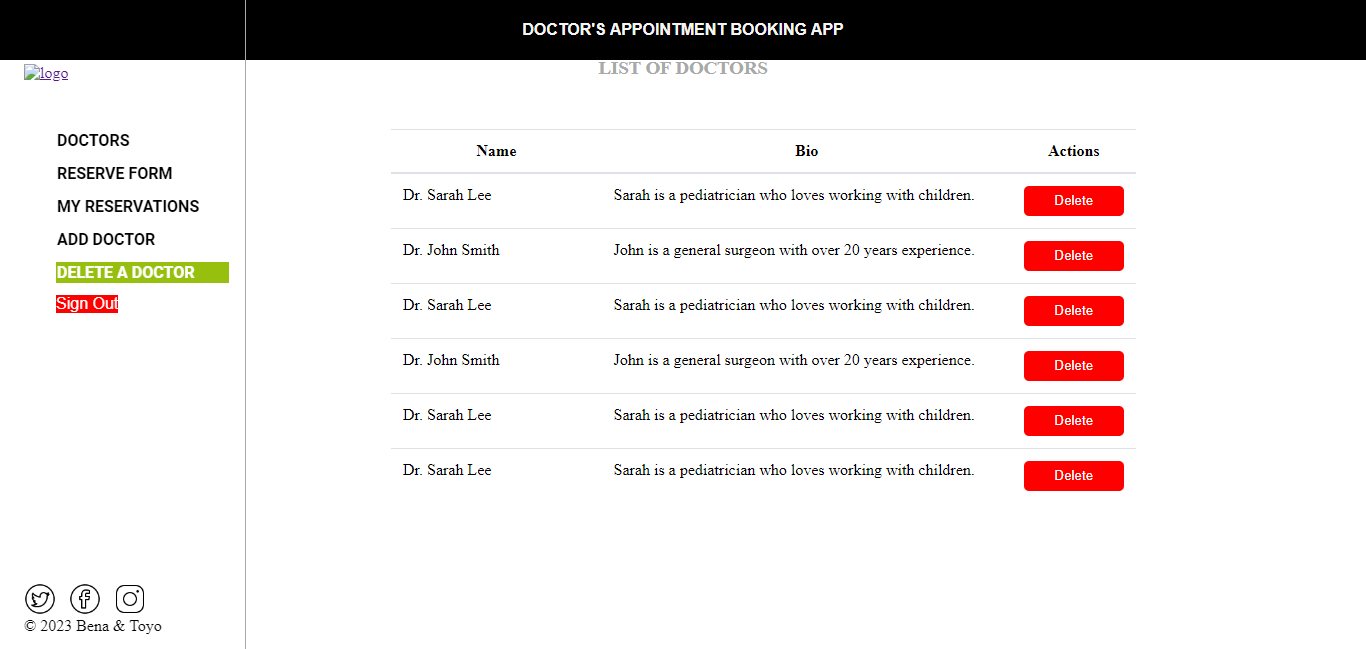 DOCTOR'S APPOINTMENT BOOKING APP
logo
LIST OF DOCTORS
DOCTORS
RESERVE FORM
MY RESERVATIONS
ADD DOCTOR
DELETE A DOCTOR
Sign Out
Name Bio Actions
Dr. Sarah Lee Sarah is a pediatrician who loves working with children. Delete
Dr. John Smith John is a general surgeon with over 20 years experience. Delete
Dr. Sarah Lee Sarah is a pediatrician who loves working with children. Delete
Dr. John Smith John is a general surgeon with over 20 years experience. Delete
Dr. Sarah Lee Sarah is a pediatrician who loves working with children. Delete
Dr. Sarah Lee Sarah is a pediatrician who loves working with children. Delete
© 2023 Bena & Toyo